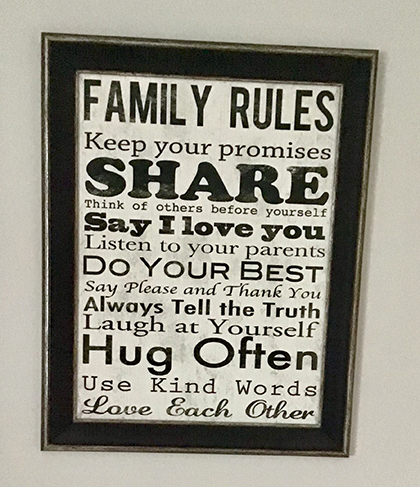 FAMILY RULES
Keep your promises
SHARE
Think of others before yourself
Say I love you
Listen to your parents
DO YOUR BEST
Say Please and Thank You
Always Tell the Truth
Laugh at Yourself
Hug Often
Use Kind Words
Love Each Other